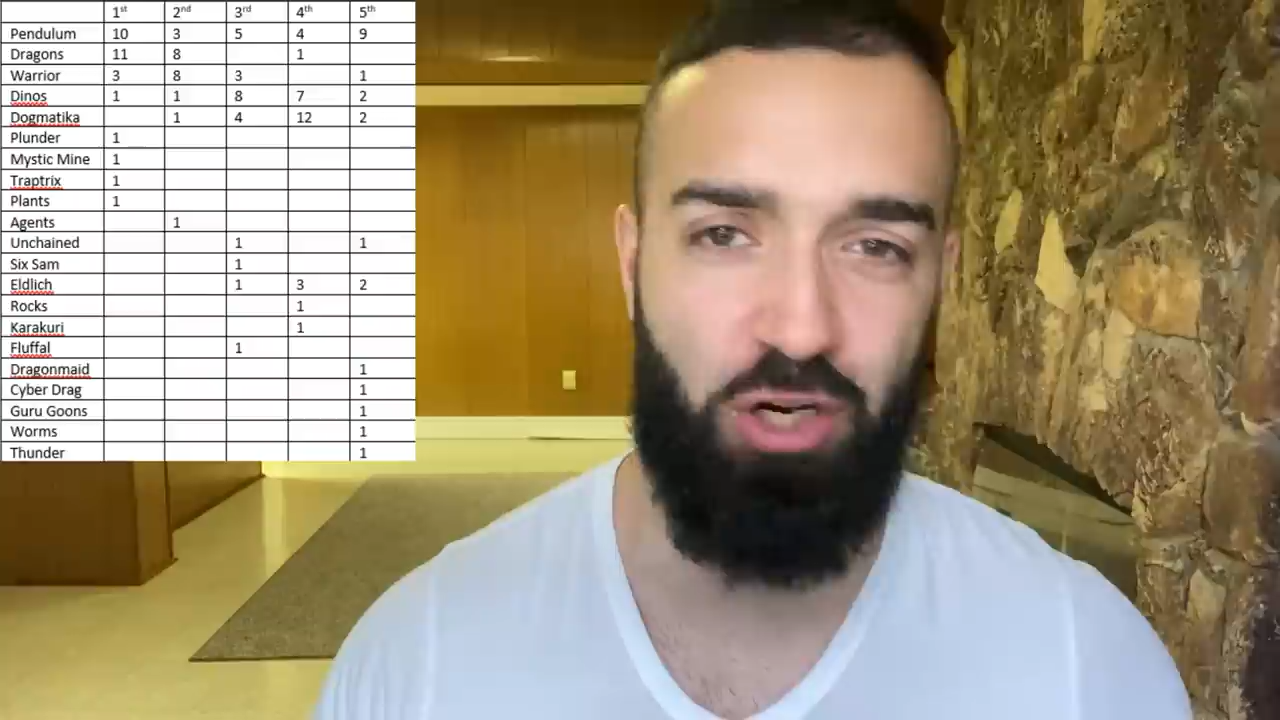 1st 2nd 3rd 4th 5th
Pendulum 10 3 5 4 9
Dragons 11 8 1
Warrior 3 8 3 1
Dinos 1 1 8 7 2
Dogmatika 1 4 12 2
Plunder 1
Mystic Mine 1
Traptrix 1
Plants 1
Agents 1
Unchained 1 1
Six Sam 1
Eldlich 1 3 2
Rocks 1
Karakuri 1
Fluffal 1
Dragonmaid 1
Cyber Drag 1
Guru Goons 1
Worms 1
Thunder 1